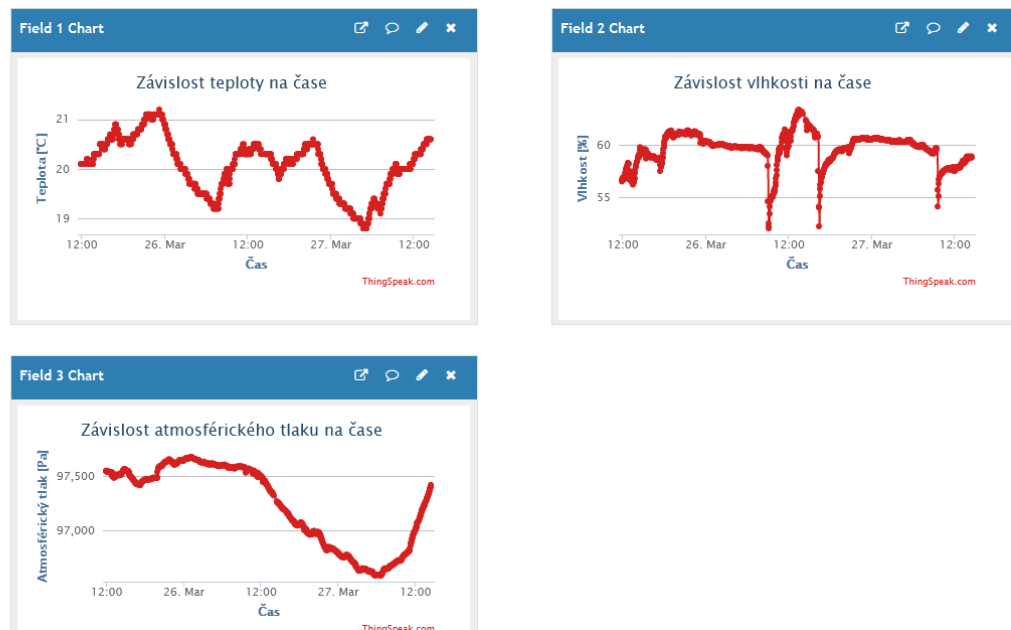 Field 1 Chart
Závislost teploty na čase
Teplota [°C]
21
20
19
12:00 26. Mar 12:00 27. Mar 12:00
Čas
ThingSpeak.com
Field 2 Chart
Závislost vlhkosti na čase
Vlhkost [%]
60
55
12:00 26. Mar 12:00 27. Mar 12:00
Čas
ThingSpeak.com
Field 3 Chart
Závislost atmosférického tlaku na čase
Atmosférický tlak [Pa]
97,500
97,000
12:00 26. Mar 12:00 27. Mar 12:00
Čas
ThingSpeak.com